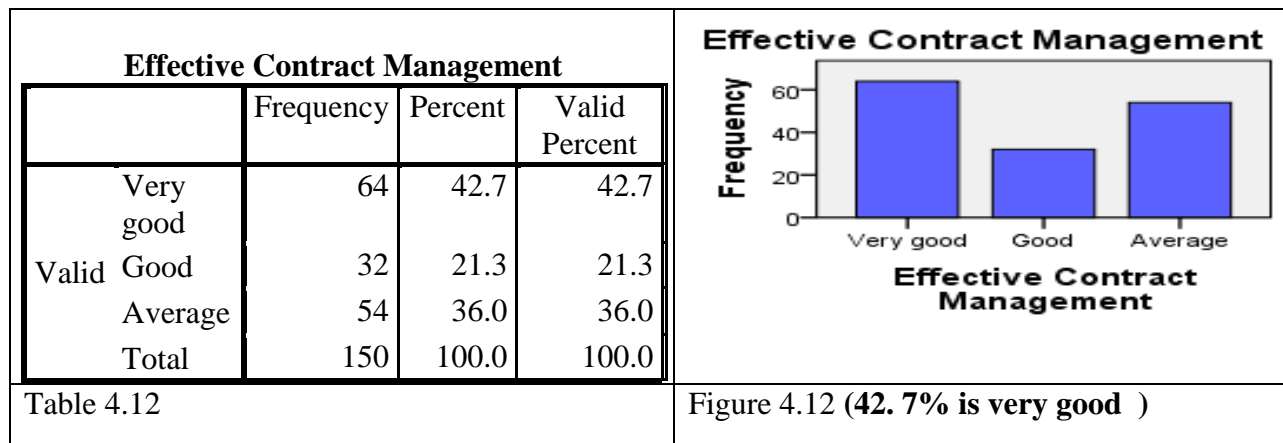 Effective Contract Management
Frequency Percent Valid
Percent
Valid Very
good 64 42.7 42.7
Good 32 21.3 21.3
Average 54 36.0 36.0
Total 150 100.0 100.0
Table 4.12
Effective Contract Management
Frequency
60
40
20
0
Very good Good Average
Effective Contract
Management
Figure 4.12 (42. 7% is very good )